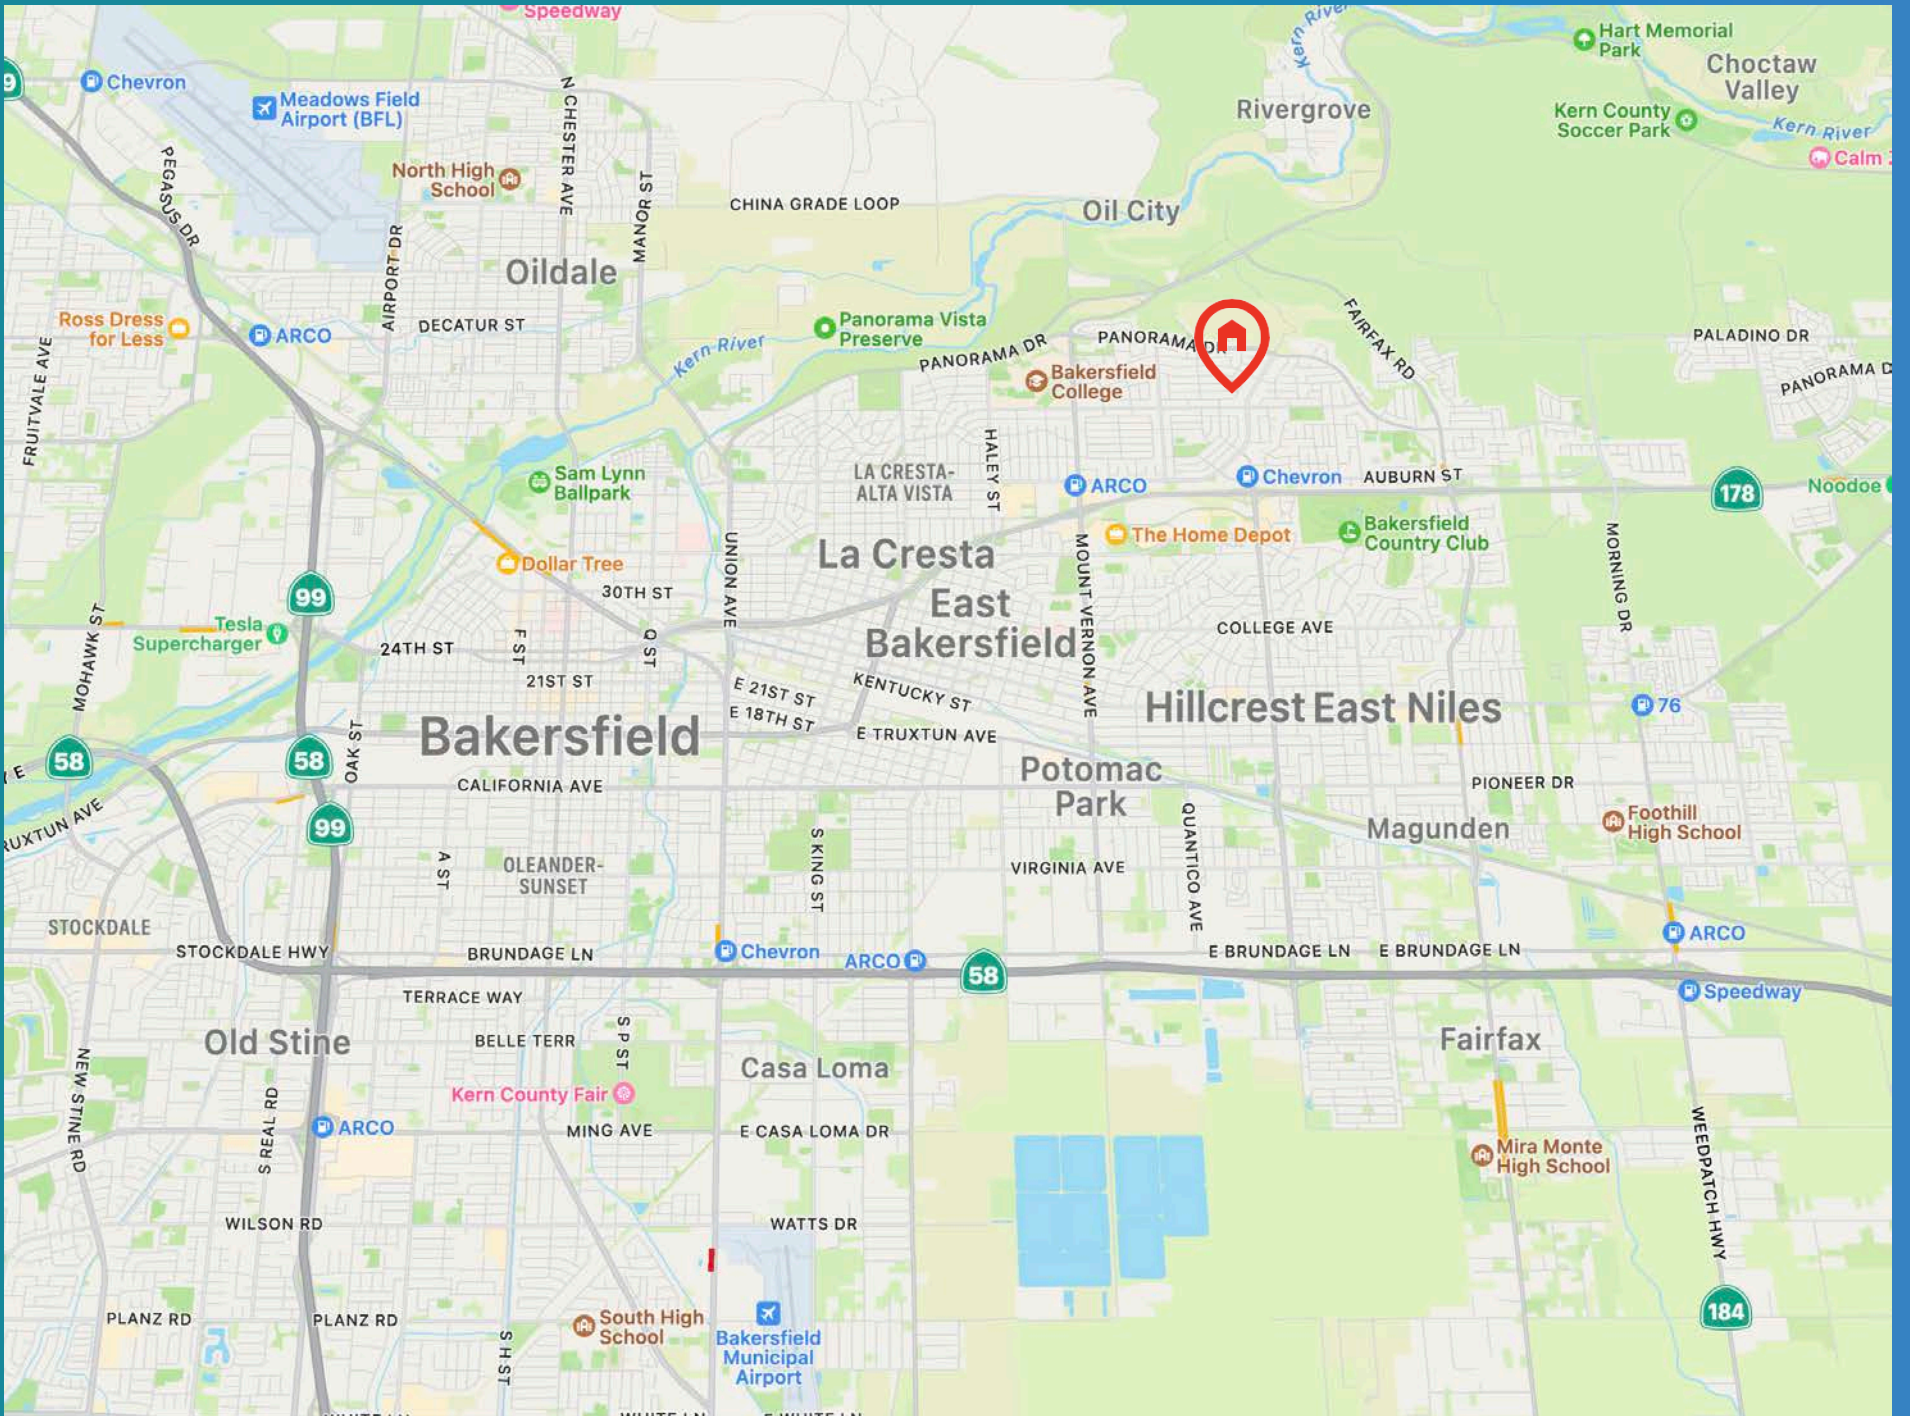 Speedway
9
Chevron
Meadows Field
Airport (BFL)
PEGASUS DR
North High
School
N CHESTER AVE
MANOR ST
CHINA GRADE LOOP
Kern River
Hart Memorial
Park
Choctaw
Valley
Rivergrove
Kern County
Soccer Park
Kern River
Calm
Oil City
AIRPORT DR
Oildale
Ross Dress
for Less
ARCO
DECATUR ST
Panorama Vista
Preserve
Kern River
PANORAMA DR
PANORAMA DR
FAIRFAX RD
PALADINO DR
PANORAMA D
Bakersfield
College
FRUITVALE AVE
HALEY ST
LA CRESTA-
ALTA VISTA
Sam Lynn
Ballpark
ARCO
Chevron
AUBURN ST
178
Noodoe
Dollar Tree
UNION AVE
La Cresta
The Home Depot
Bakersfield
Country Club
MORNING DR
99
30TH ST
East
Bakersfield
MOUNT VERNON AVE
COLLEGE AVE
Tesla
Supercharger
MOHAWK ST
24TH ST
F ST
Q ST
21ST ST
E 21ST ST
E 18TH ST
KENTUCKY ST
Hillcrest
East Niles
76
Bakersfield
E TRUXTUN AVE
58
58
OAK ST
Potomac
Park
PIONEER DR
CALIFORNIA AVE
99
RUXTUN AVE
QUANTICO AVE
Magunden
Foothill
High School
A ST
OLEANDER-
SUNSET
S KING ST
VIRGINIA AVE
STOCKDALE
STOCKDALE HWY
BRUNDAGE LN
Chevron
ARCO
58
E BRUNDAGE LN
E BRUNDAGE LN
ARCO
Speedway
TERRACE WAY
Old Stine
BELLE TERR
S P ST
Casa Loma
Fairfax
NEW STINE RD
S REAL RD
Kern County Fair
ARCO
MING AVE
E CASA LOMA DR
Mira Monte
High School
WEEDPATCH HWY
WILSON RD
WATTS DR
PLANZ RD
PLANZ RD
S H ST
South High
School
Bakersfield
Municipal
Airport
184